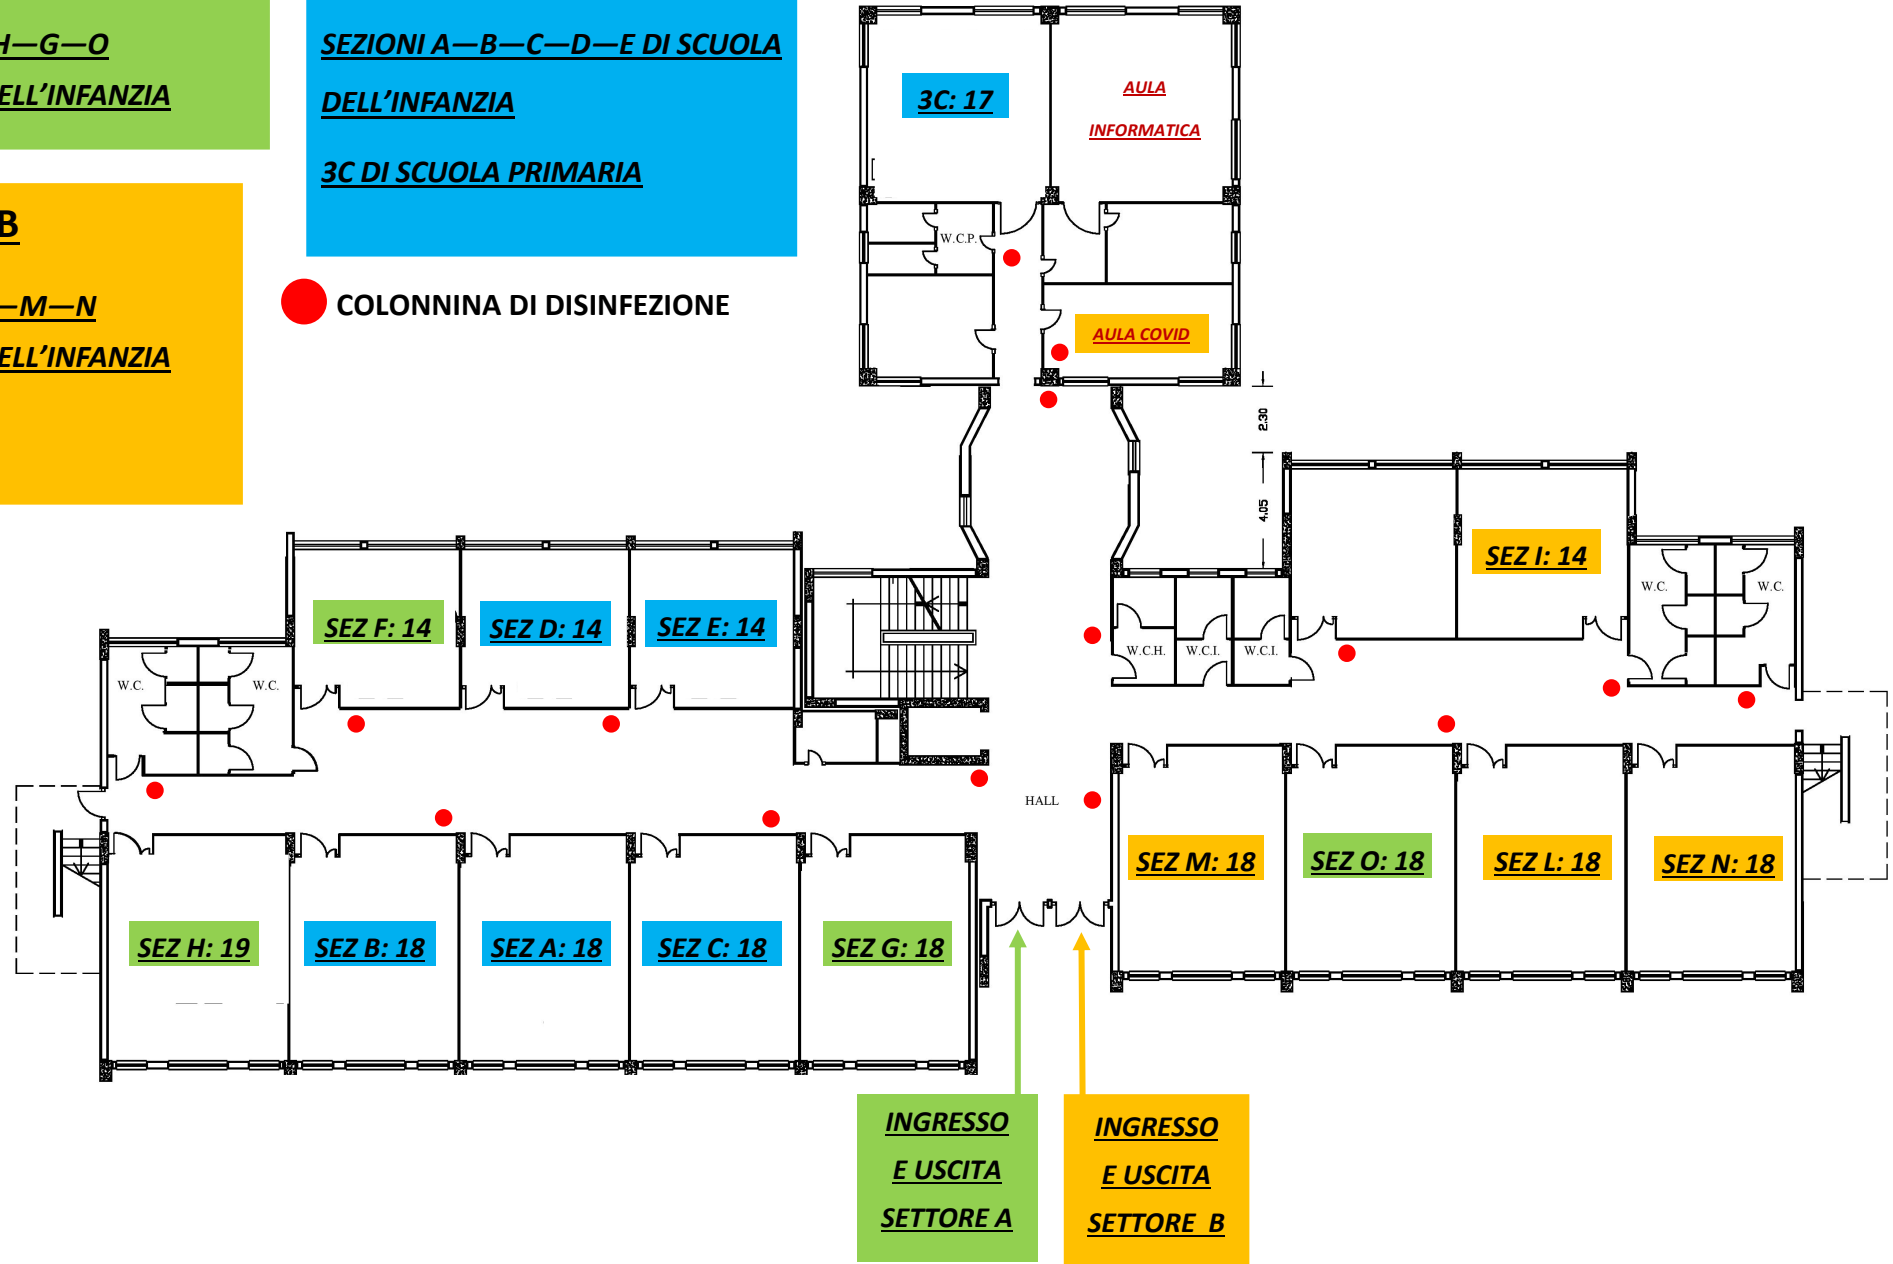 H—G—O
ELL'INFANZIA
B
—M—N
ELL'INFANZIA
SEZIONI A—B—C—D—E DI SCUOLA
DELL'INFANZIA
3C DI SCUOLA PRIMARIA
COLONNINA DI DISINFEZIONE
3C: 17
AULA
INFORMATICA
W.C.P.
AULA COVID
2.30
4.05
SEZ I: 14
W.C.
W.C.
SEZ F: 14
SEZ D: 14
SEZ E: 14
W.C.H.
W.C.I.
W.C.I.
W.C.
W.C.
HALL
SEZ M: 18
SEZ O: 18
SEZ L: 18
SEZ N: 18
SEZ H: 19
SEZ B: 18
SEZ A: 18
SEZ C: 18
SEZ G: 18
INGRESSO
E USCITA
SETTORE A
INGRESSO
E USCITA
SETTORE B